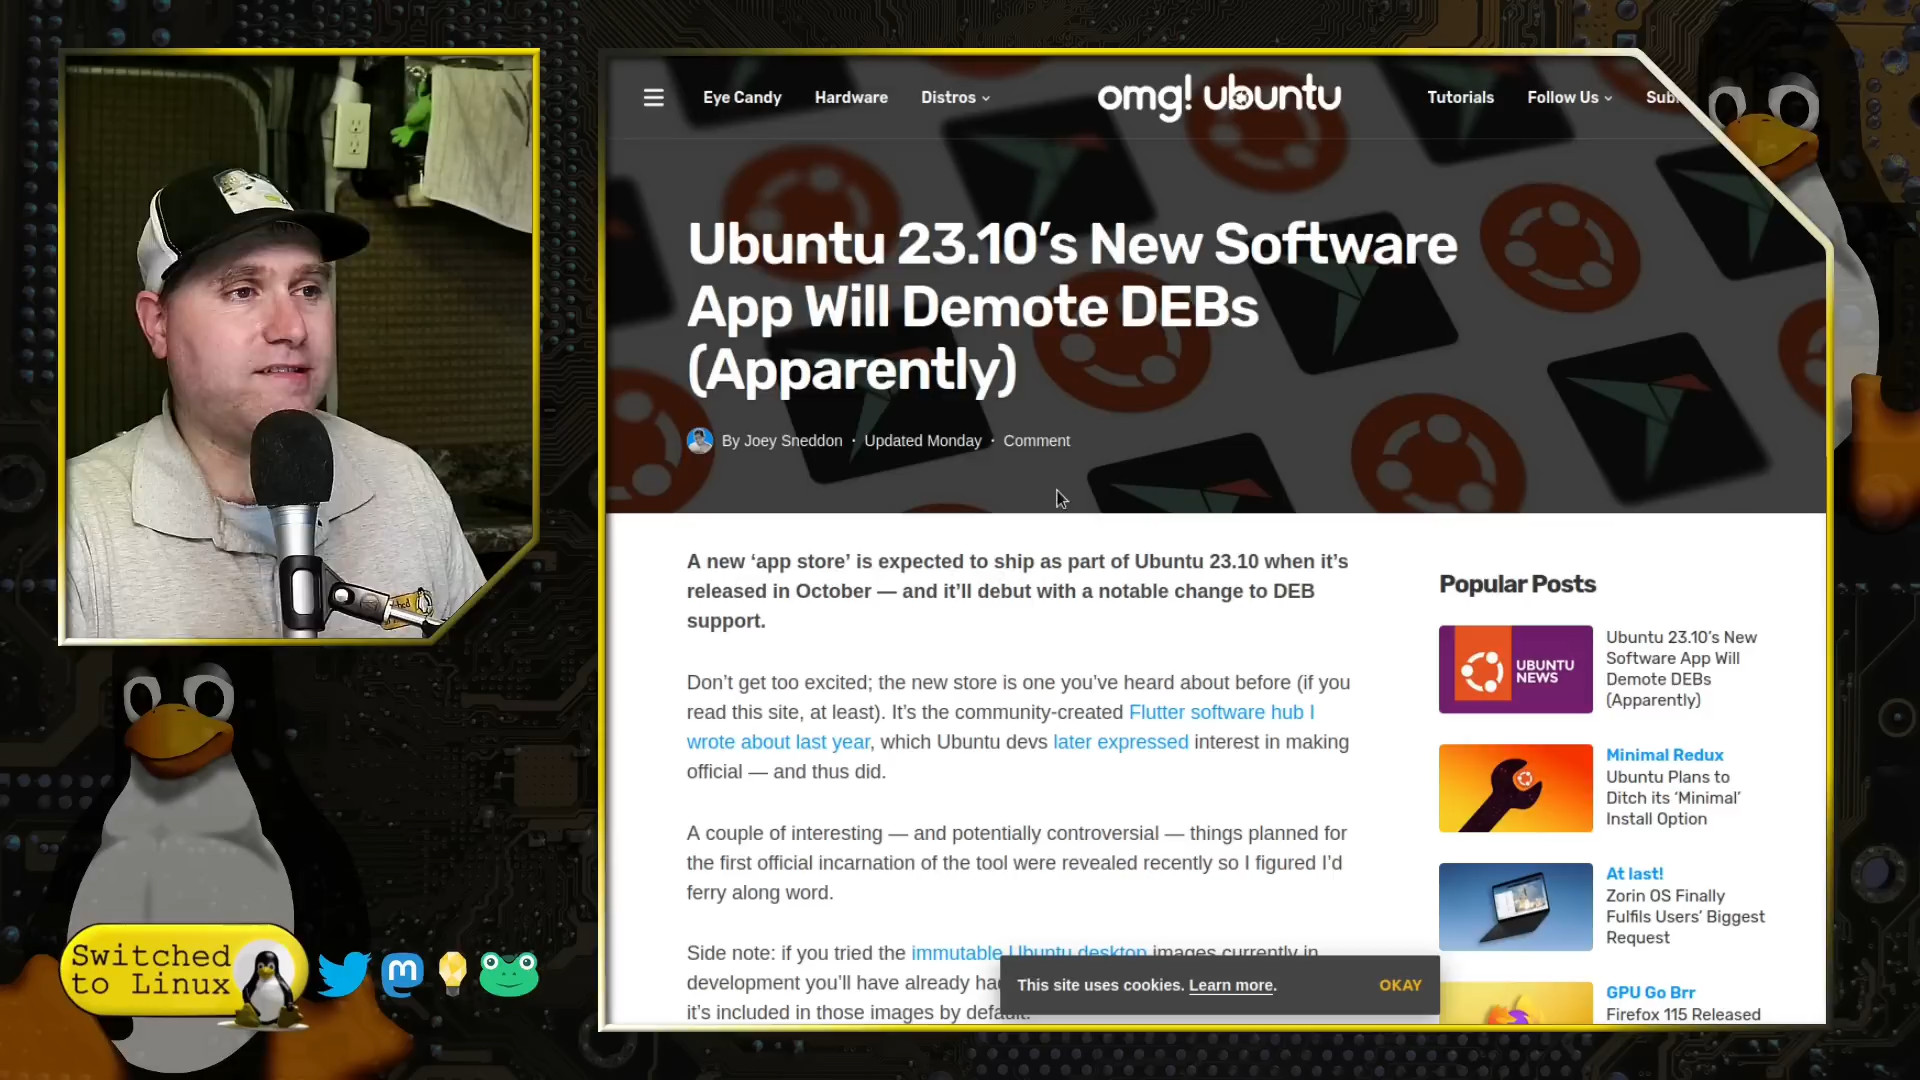 Eye Candy
Hardware
Distros
omg! ubuntu
Tutorials
Follow Us
Ubuntu 23.10’s New Software
App Will Demote DEBs
(Apparently)
By Joey Sneddon · Updated Monday · Comment
A new ‘app store’ is expected to ship as part of Ubuntu 23.10 when it’s
released in October — and it’ll debut with a notable change to DEB
support.
Don’t get too excited; the new store is one you’ve heard about before (if you
read this site, at least). It’s the community-created Flutter software hub I
wrote about last year, which Ubuntu devs later expressed interest in making
official — and thus did.
A couple of interesting — and potentially controversial — things planned for
the first official incarnation of the tool were revealed recently so I figured I’d
ferry along word.
Side note: if you tried the immutable Ubuntu desktop images currently in
development you’ll have already
it’s included in those images by default.
This site uses cookies. Learn more.
OKAY
Popular Posts
UBUNTU
NEWS
Ubuntu 23.10’s New
Software App Will
Demote DEBs
(Apparently)
Minimal Redux
Ubuntu Plans to
Ditch its ‘Minimal’
Install Option
At last!
Zorin OS Finally
Fulfils Users’ Biggest
Request
GPU Go Brr
Firefox 115 Released
Switched
to Linux